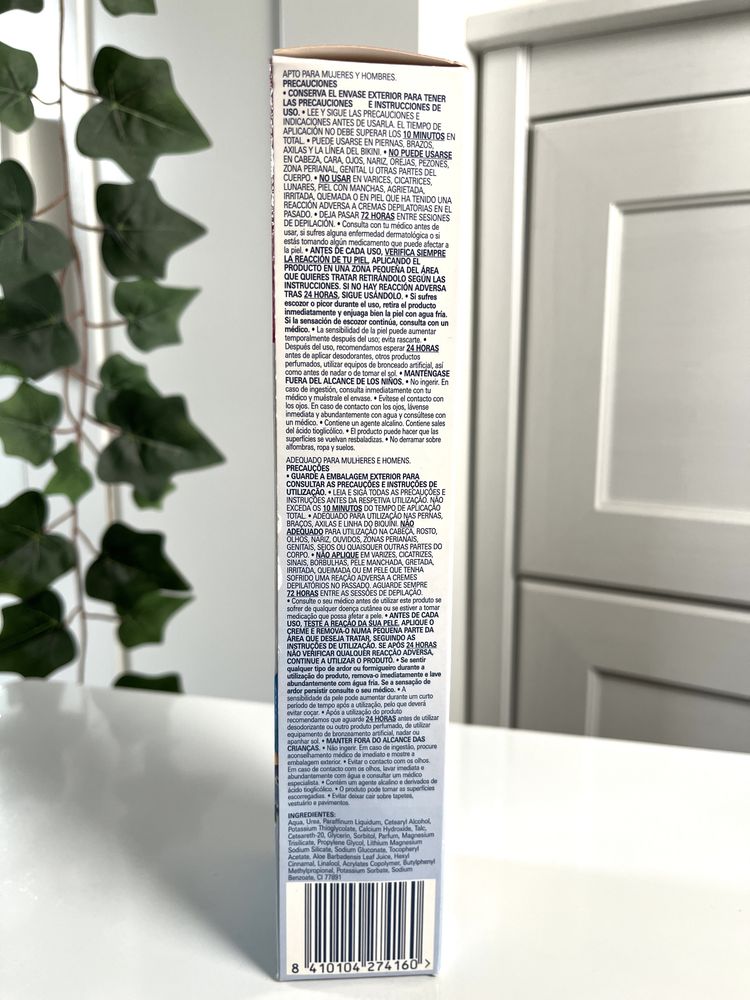 APTO PARA MUJERES Y HOMBRES.
PRECAUCIONES
• CONSERVA EL ENVASE EXTERIOR PARA TENER
LAS PRECAUCIONES E INSTRUCCIONES DE
USO. • LEE Y SIGUE LAS PRECAUCIONES E
INDICACIONES ANTES DE USARLA. EL TIEMPO DE
APLICACIÓN NO DEBE SUPERAR LOS 10 MINUTOS EN
TOTAL. • PUEDE USARSE EN PIERNAS, BRAZOS,
AXILAS Y LA LÍNEA DEL BIKINI. • NO PUEDE USARSE
EN CABEZA, CARA, OJOS, NARIZ, OREJAS, PEZONES,
ZONA PERIANAL, GENITAL U OTRAS PARTES DEL
CUERPO. • NO USAR EN VARICES, CICATRICES,
LUNARES, PIEL CON MANCHAS, AGRIETADA,
IRRITADA, QUEMADA O EN PIEL QUE HA TENIDO UNA
REACCIÓN ADVERSA A CREMAS DEPILATORIAS EN EL
PASADO. • DEJA PASAR 72 HORAS ENTRE SESIONES
DE DEPILACIÓN. • Consulta con tu médico antes de
usar, si sufres alguna enfermedad dermatológica o si
estás tomando algún medicamento que puede afectar a
la piel. • ANTES DE CADA USO, VERIFICA SIEMPRE
LA REACCIÓN DE TU PIEL, APLICANDO EL
PRODUCTO EN UNA ZONA PEQUEÑA DEL ÁREA
QUE QUIERES TRATAR RETIRÁNDOLO SEGÚN LAS
INSTRUCCIONES. SI NO HAY REACCIÓN ADVERSA
TRAS 24 HORAS, SIGUE USÁNDOLO. • Si sufres
escozor o picor durante el uso, retira el producto
inmediatamente y enjuaga bien la piel con agua fría.
Si la sensación de escozor continúa, consulta con un
médico. • La sensibilidad de la piel puede aumentar
temporalmente después del uso; evita rascarte. •
Después del uso, recomendamos esperar 24 HORAS
antes de aplicar desodorantes, otros productos
perfumados, utilizar equipos de bronceado artificial, así
como antes de nadar o de tomar el sol. • MANTÉNGASE
FUERA DEL ALCANCE DE LOS NIÑOS. • No ingerir. En
caso de ingestión, consulta inmediatamente con tu
médico y muéstrale el envase. • Evítese el contacto con
los ojos. En caso de contacto con los ojos, lávense
inmediata y abundantemente con agua y consúltese con
un médico. • Contiene un agente alcalino. Contiene sales
del ácido tioglicólico. • El producto puede hacer que las
superficies se vuelvan resbaladizas. • No derramar sobre
alfombras, ropa y suelos.
ADEQUADO PARA MULHERES E HOMENS.
PRECAUÇÕES
• GUARDE A EMBALAGEM EXTERIOR PARA
CONSULTAR AS PRECAUÇÕES E INSTRUÇÕES DE
UTILIZAÇÃO. • LEIA E SIGA TODAS AS PRECAUÇÕES E
INSTRUÇÕES ANTES DA RESPETIVA UTILIZAÇÃO. NÃO
EXCEDA OS 10 MINUTOS DO TEMPO DE APLICAÇÃO
TOTAL. • ADEQUADO PARA UTILIZAÇÃO NAS PERNAS,
BRAÇOS, AXILAS E LINHA DO BIQUÍNI. NÃO
ADEQUADO PARA UTILIZAÇÃO NA CABEÇA, ROSTO,
OLHOS, NARIZ, OUVIDOS, ZONAS PERIANAIS,
GENITAIS, SEIOS OU QUAISQUER OUTRAS PARTES DO
CORPO. • NÃO APLIQUE EM VARIZES, CICATRIZES,
SINAIS, BORBULHAS, PELE MANCHADA, GRETADA,
IRRITADA, QUEIMADA OU EM PELE QUE TENHA
SOFRIDO UMA REAÇÃO ADVERSA A CREMES
DEPILATÓRIOS NO PASSADO. AGUARDE SEMPRE
72 HORAS ENTRE AS SESSÕES DE DEPILAÇÃO.
• Consulte o seu médico antes de utilizar este produto se
sofrer de qualquer doença cutânea ou se estiver a tomar
medicação que possa afetar a pele. • ANTES DE CADA
USO, TESTE A REAÇÃO DA SUA PELE, APLIQUE O
CREME E REMOVA-O NUMA PEQUENA PARTE DA
ÁREA QUE DESEJA TRATAR, SEGUINDO AS
INSTRUÇÕES DE UTILIZAÇÃO. SE APÓS 24 HORAS
NÃO VERIFICAR QUALQUER REAÇÃO ADVERSA,
CONTINUE A UTILIZAR O PRODUTO. • Se sentir
qualquer tipo de ardor ou formigueiro durante a
utilização do produto, remova-o imediatamente e lave
abundantemente com água fria. Se a sensação de
ardor persistir consulte o seu médico. • A
sensibilidade da pele pode aumentar durante um curto
período de tempo após a utilização, pelo que deverá
evitar coçar. • Após a utilização do produto
recomendamos que aguarde 24 HORAS antes de utilizar
desodorizante ou outro produto perfumado, de utilizar
equipamento de bronzeamento artificial, nadar ou
apanhar sol. • MANTER FORA DO ALCANCE DAS
CRIANÇAS. • Não ingerir. Em caso de ingestão, procure
aconselhamento médico de imediato e mostre a
embalagem exterior. • Evitar o contacto com os olhos.
Em caso de contacto com os olhos, lavar imediata e
abundantemente com água e consultar um médico
especialista. • Contém um agente alcalino e derivados de
ácido tioglicólico. • O produto pode tornar as superfícies
escorregadias. • Evitar deixar cair sobre tapetes,
vestuário e pavimentos.
INGREDIENTES:
Aqua, Urea, Paraffinum Liquidum, Cetearyl Alcohol,
Potassium Thioglycolate, Calcium Hydroxide, Talc,
Ceteareth-20, Glycerin, Sorbitol, Parfum, Magnesium
Trisilicate, Propylene Glycol, Lithium Magnesium
Sodium Silicate, Sodium Gluconate, Tocopheryl
Acetate, Aloe Barbadensis Leaf Juice, Hexyl
Cinnamal, Linalool, Acrylates Copolymer, Butylphenyl
Methylpropional, Potassium Sorbate, Sodium
Benzoate, CI 77891
8 410104 274160 >